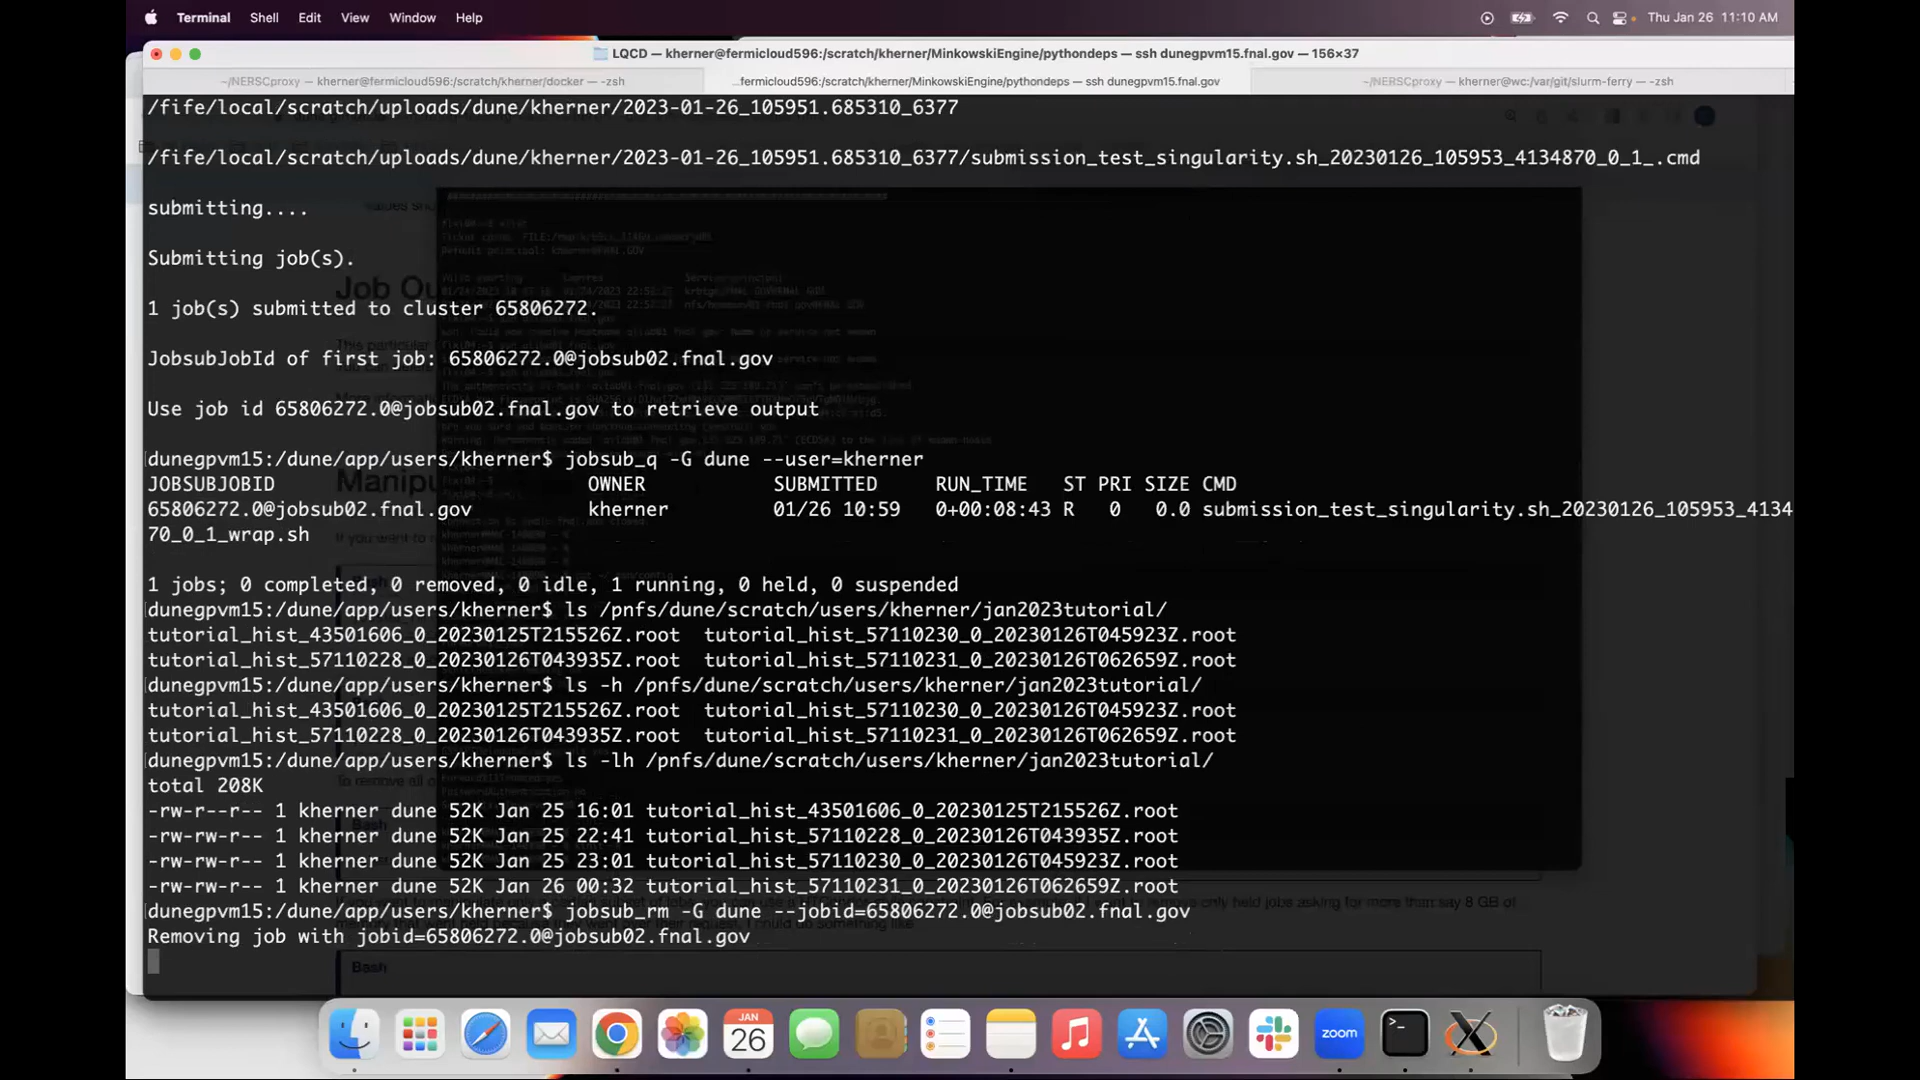 Terminal Shell Edit View Window Help Thu Jan 26 11:10 AM
LQCD — kherner@fermicloud596:/scratch/kherner/MinkowskiEngine/pythondeps — ssh dunegpvm15.fnal.gov — 156×37
~/NERSCproxy — kherner@fermicloud596:/scratch/kherner/docker — -zsh ...fermicloud596:/scratch/kherner/MinkowskiEngine/pythondeps — ssh dunegpvm15.fnal.gov ~/NERSCproxy — kherner@wc:/var/git/slurm-ferry — -zsh
/fife/local/scratch/uploads/dune/kherner/2023-01-26_105951.685310_6377
/fife/local/scratch/uploads/dune/kherner/2023-01-26_105951.685310_6377/submission_test_singularity.sh_20230126_105953_4134870_0_1_.cmd
submitting....
Submitting job(s).
1 job(s) submitted to cluster 65806272.
JobsubJobId of first job: 65806272.0@jobsub02.fnal.gov
Use job id 65806272.0@jobsub02.fnal.gov to retrieve output
dunegpvm15:/dune/app/users/kherner$ jobsub_q -G dune --user=kherner
JOBSUBJOBID OWNER SUBMITTED RUN_TIME ST PRI SIZE CMD
65806272.0@jobsub02.fnal.gov kherner 01/26 10:59 0+00:08:43 R 0 0.0 submission_test_singularity.sh_20230126_105953_4134
70_0_1_wrap.sh
1 jobs; 0 completed, 0 removed, 0 idle, 1 running, 0 held, 0 suspended
dunegpvm15:/dune/app/users/kherner$ ls /pnfs/dune/scratch/users/kherner/jan2023tutorial/
tutorial_hist_43501606_0_20230125T215526Z.root tutorial_hist_57110230_0_20230126T045923Z.root
tutorial_hist_57110228_0_20230126T043935Z.root tutorial_hist_57110231_0_20230126T062659Z.root
dunegpvm15:/dune/app/users/kherner$ ls -h /pnfs/dune/scratch/users/kherner/jan2023tutorial/
tutorial_hist_43501606_0_20230125T215526Z.root tutorial_hist_57110230_0_20230126T045923Z.root
tutorial_hist_57110228_0_20230126T043935Z.root tutorial_hist_57110231_0_20230126T062659Z.root
dunegpvm15:/dune/app/users/kherner$ ls -lh /pnfs/dune/scratch/users/kherner/jan2023tutorial/
total 208K
-rw-r--r-- 1 kherner dune 52K Jan 25 16:01 tutorial_hist_43501606_0_20230125T215526Z.root
-rw-rw-r-- 1 kherner dune 52K Jan 25 22:41 tutorial_hist_57110228_0_20230126T043935Z.root
-rw-rw-r-- 1 kherner dune 52K Jan 25 23:01 tutorial_hist_57110230_0_20230126T045923Z.root
-rw-rw-r-- 1 kherner dune 52K Jan 26 00:32 tutorial_hist_57110231_0_20230126T062659Z.root
dunegpvm15:/dune/app/users/kherner$ jobsub_rm -G dune --jobid=65806272.0@jobsub02.fnal.gov
Removing job with jobid=65806272.0@jobsub02.fnal.gov
Bash
JAN
26
zoom